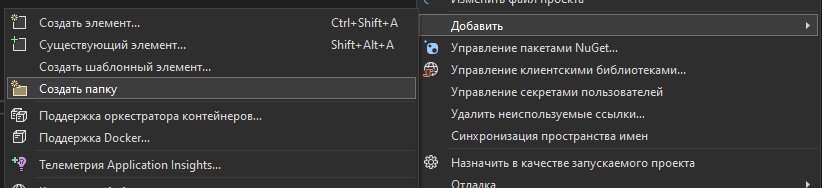 Создать элемент... Ctrl+Shift+A
Существующий элемент... Shift+Alt+A
Создать шаблонный элемент...
Создать папку
Поддержка оркестратора контейнеров...
Поддержка Docker...
Телеметрия Application Insights...
Изменить файл проекта
Добавить
Управление пакетами NuGet...
Управление клиентскими библиотеками...
Управление секретами пользователей
Удалить неиспользуемые ссылки...
Синхронизация пространства имен
Назначить в качестве запускаемого проекта
Отладка